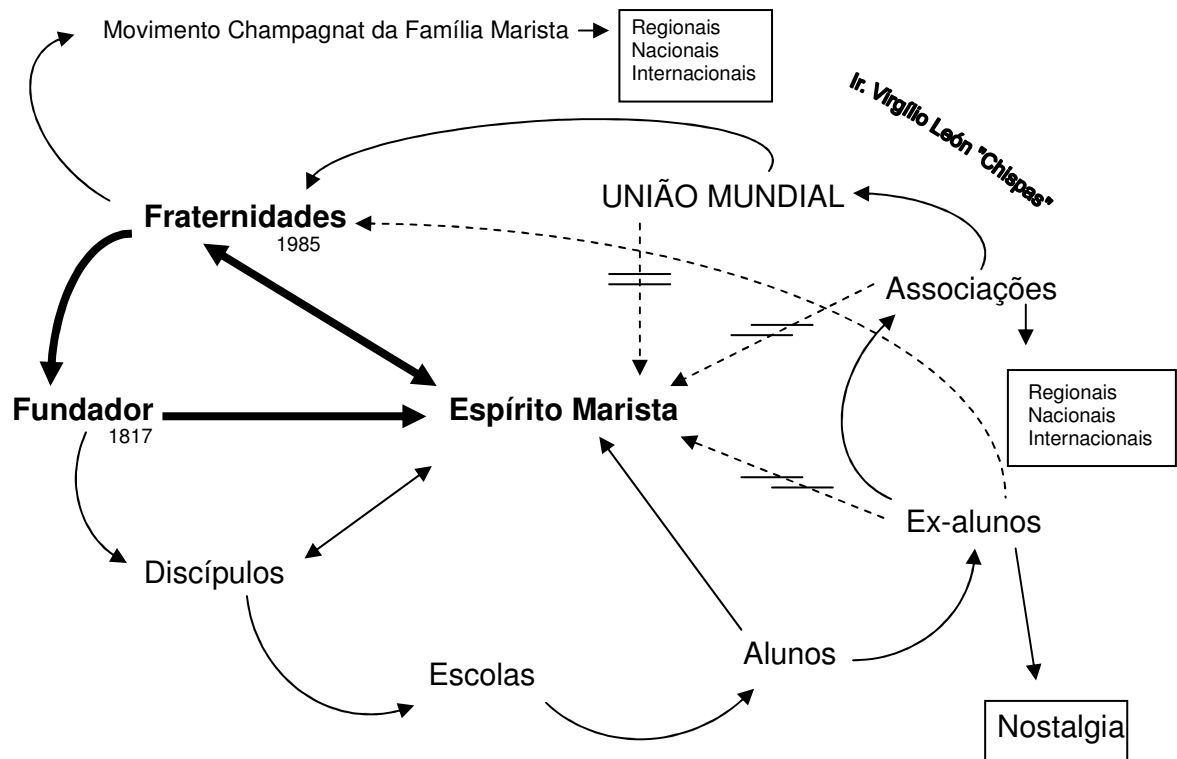 Movimento Champagnat da Família Marista
Regionais
Nacionais
Internacionais
Ir. Virgílio León "Chispas"
UNIÃO MUNDIAL
Fraternidades
1985
Associações
Regionais
Nacionais
Internacionais
Fundador
1817
Espírito Marista
Ex-alunos
Discípulos
Alunos
Escolas
Nostalgia